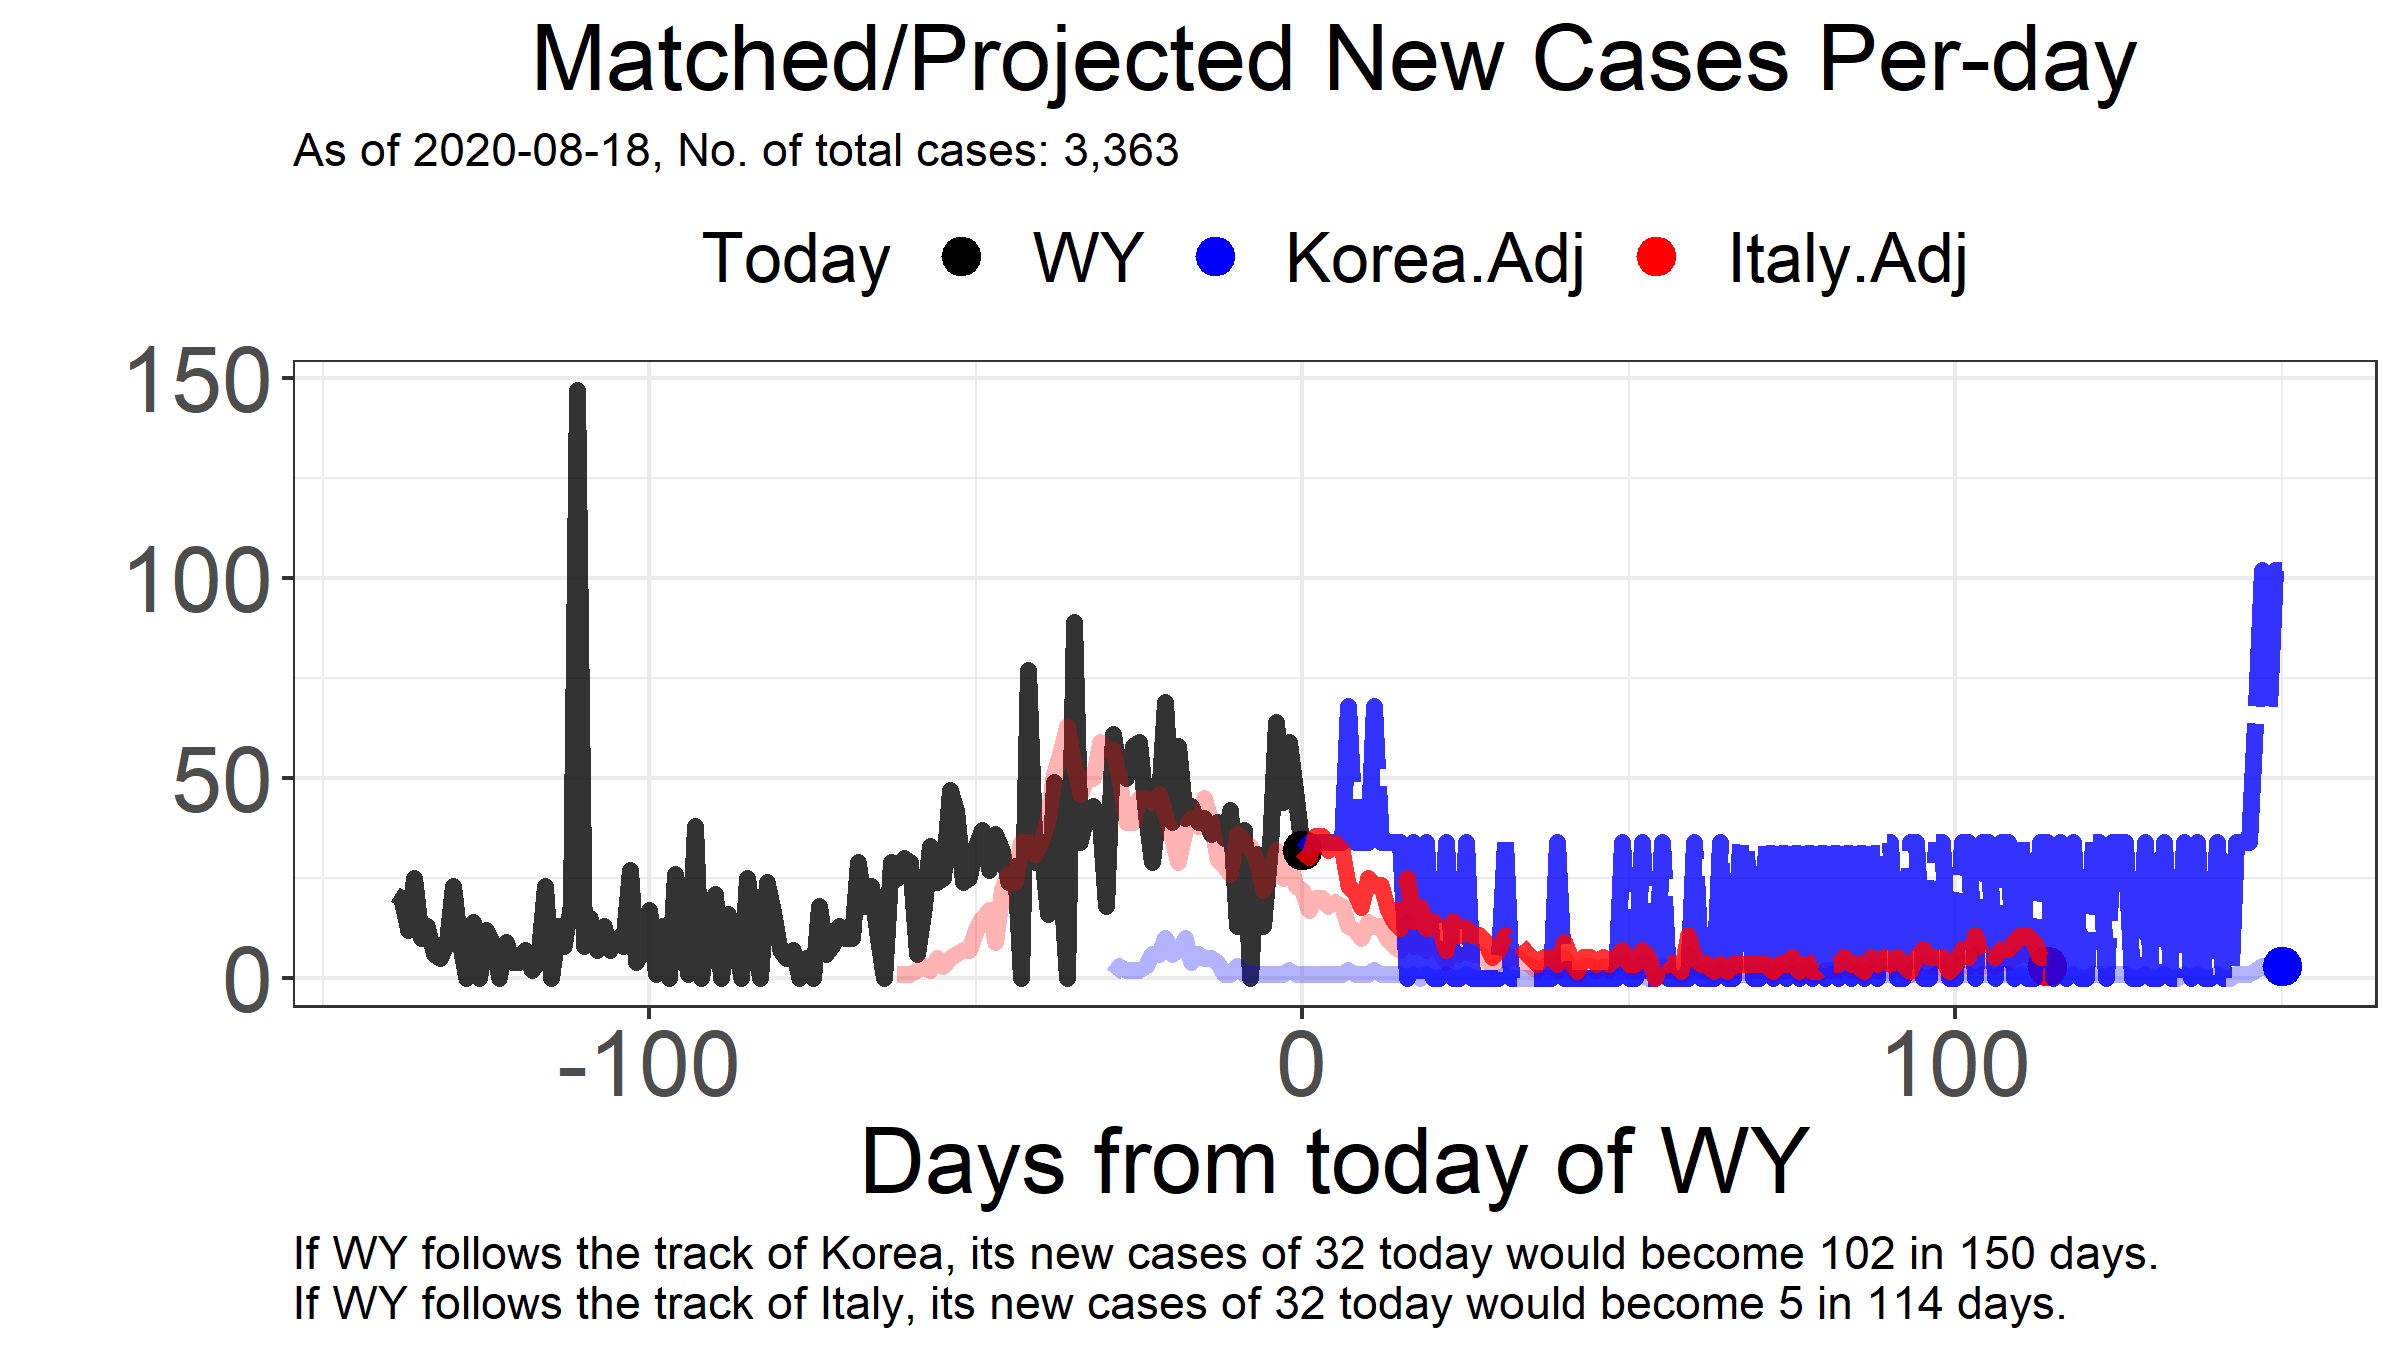 Matched/Projected New Cases Per-day
As of 2020-08-18, No. of total cases: 3,363
Today WY Korea.Adj Italy.Adj
150
100
50
0
-100 0 100
Days from today of WY
If WY follows the track of Korea, its new cases of 32 today would become 102 in 150 days.
If WY follows the track of Italy, its new cases of 32 today would become 5 in 114 days.